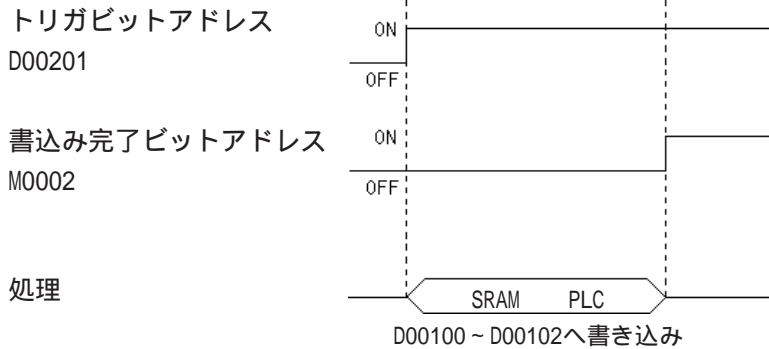 トリガビットアドレス
ON
D00201
OFF
書込み完了ビットアドレス
ON
M0002
OFF
処理
SRAM PLC
D00100~D00102へ書き込み